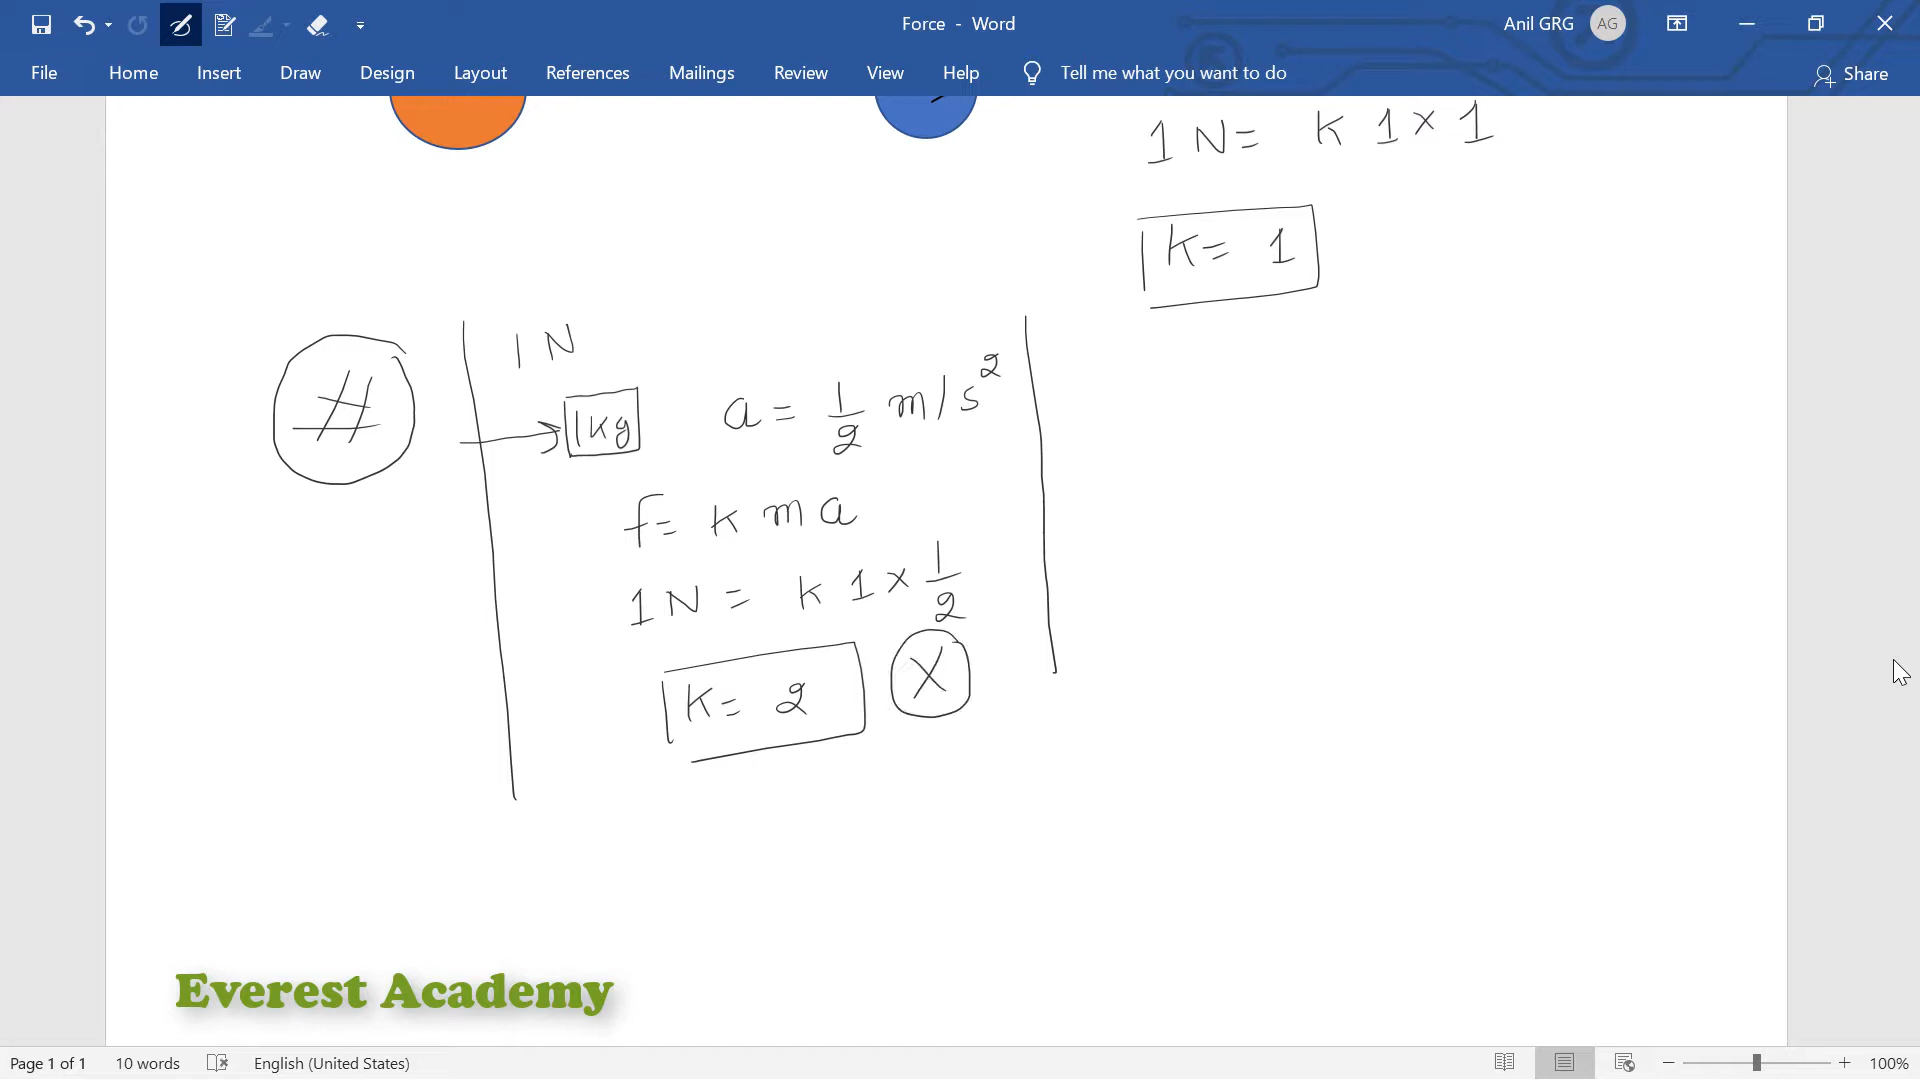 Force - Word
Anil GRG
AG
File Home Insert Draw Design Layout References Mailings Review View Help Tell me what you want to do Share
1 N = K 1 × 1
K = 1
#
1 N
1kg
a = 1/2 m/s²
f = k m a
1 N = k 1 × 1/2
K = 2
X
Everest Academy
Page 1 of 1 10 words English (United States) 100%